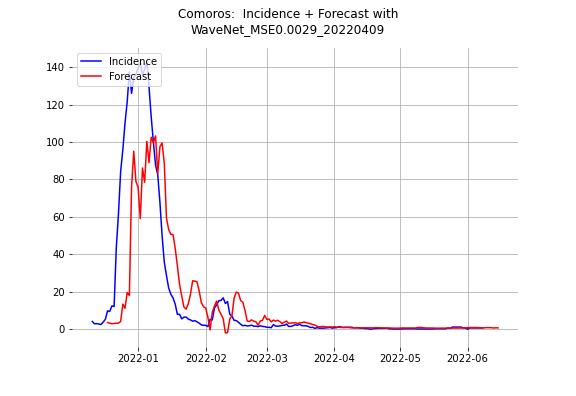 Comoros:  Incidence + Forecast with
WaveNet_MSE0.0029_20220409
Incidence
Forecast
140
120
100
80
60
40
20
0
2022-01 2022-02 2022-03 2022-04 2022-05 2022-06